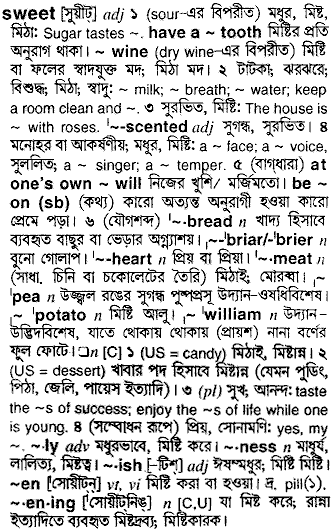 sweet [সুয়ীট্] adj ১ (sour-এর বিপরীত) মধুর, মিষ্ট,
মিঠা: Sugar tastes ~. have a ~ tooth মিষ্টির প্রতি
অনুরাগ থাকা। ~ wine (dry wine-এর বিপরীত) মিষ্টি
বা ফলের স্বাদযুক্ত মদ; মিঠা মদ। ২ টাটকা; ঝরঝরে;
বিশুদ্ধ; মিঠা; স্বাদু: ~ milk; ~ breath; ~ water; keep
a room clean and ~. ৩ সুরভিত, মিষ্টি: The house is
~ with roses. ˈ~-scented adj সুগন্ধ, সুরভিত। ৪
মনোহর বা আকর্ষণীয়; মধুর, মিষ্টি: a ~ face; a ~ voice,
সুললিত; a ~ singer; a ~ temper. ৫ (বাগধারা) at
one's own ~ will নিজের খুশি/ মর্জিমতো। be ~
on (sb) (কথ্য) কারো অত্যন্ত অনুরাগী হওয়া কারো
প্রেমে পড়া। ৬ (যৌগশব্দ) ˈ~-bread n খাদ্য হিসাবে
ব্যবহৃত বাছুর বা ভেড়ার অগ্ন্যাশয়। ˌ~-ˈbriar/-ˈbrier n
বুনো গোলাপ। ˈ~-heart n প্রিয় বা প্রিয়া। ˈ~-meat n
(সাধা. চিনি বা চকোলেটের তৈরি) মিঠাই; মোরব্বা। ~
ˈpea n উজ্জ্বল রঙের সুগন্ধ পুষ্পপ্রসূ উদ্যান-ওষধিবিশেষ।
~ ˈpotato n মিষ্টি আলু। ~ ˈwilliam n উদ্যান-
উদ্ভিদবিশেষ, যাতে থোকায় থোকায় (প্রায়শ) নানা বর্ণের
ফুল ফোটে। □n [C] ১ (US = candy) মিঠাই, মিষ্টান্ন। ২
(US = dessert) খাবার পদ হিসাবে মিষ্টান্ন (যেমন পুডিং,
পিঠা, জেলি, পায়েস ইত্যাদি)। ৩ (pl) সুখ; আনন্দ: taste
the ~s of success; enjoy the ~s of life while one
is young. ৪ (সম্বোধন রূপে) প্রিয়, সোনামণি: yes, my
~. ~-ly adv মধুরভাবে, মিষ্টি করে। ~-ness n মাধুর্য,
লালিত্য, মিষ্টত্ব। ~-ish [–টিশ্] adj ঈষন্মধুর; মিষ্টি মিষ্টি।
~-en [সোয়ীট্‌ন্] vt, vi মিষ্টি করা বা হওয়া। দ্র. pill(১).
~-en-ing [সোয়ীট্‌নিঙ্] n [C,U] যা মিষ্ট করে; রান্না
ইত্যাদিতে ব্যবহৃত মিষ্টদ্রব্য; মিষ্টিকারক।